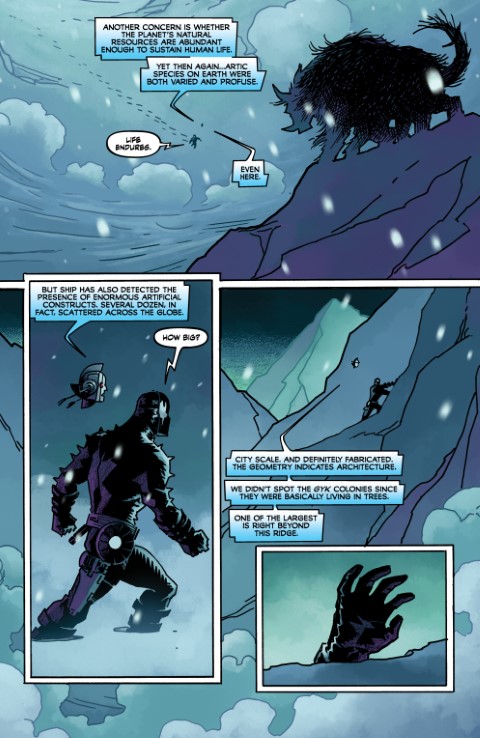 ANOTHER CONCERN IS WHETHER
THE PLANET'S NATURAL
RESOURCES ARE ABUNDANT
ENOUGH TO SUSTAIN HUMAN LIFE.
YET THEN AGAIN...ARTIC
SPECIES ON EARTH WERE
BOTH VARIED AND PROFUSE.
LIFE
ENDURES.
EVEN
HERE.
BUT SHIP HAS ALSO DETECTED THE
PRESENCE OF ENORMOUS ARTIFICIAL
CONSTRUCTS. SEVERAL DOZEN, IN
FACT, SCATTERED ACROSS THE GLOBE.
HOW BIG?
CITY SCALE. AND DEFINITELY FABRICATED.
THE GEOMETRY INDICATES ARCHITECTURE.
WE DIDN'T SPOT THE GYK COLONIES SINCE
THEY WERE BASICALLY LIVING IN TREES.
ONE OF THE LARGEST
IS RIGHT BEYOND
THIS RIDGE.